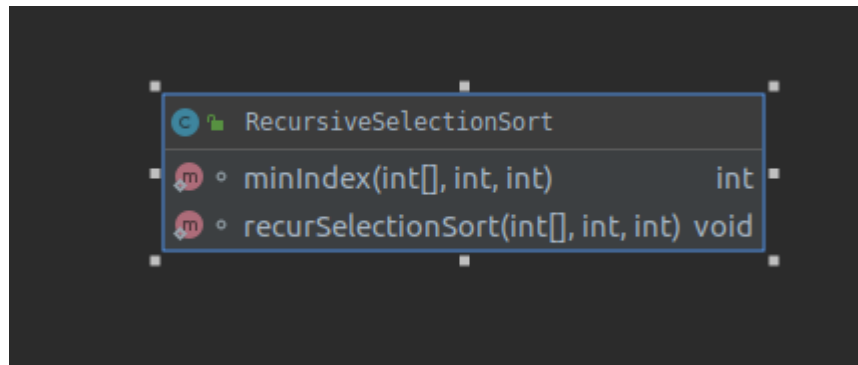 RecursiveSelectionSort
minIndex(int[], int, int) int
recurSelectionSort(int[], int, int) void